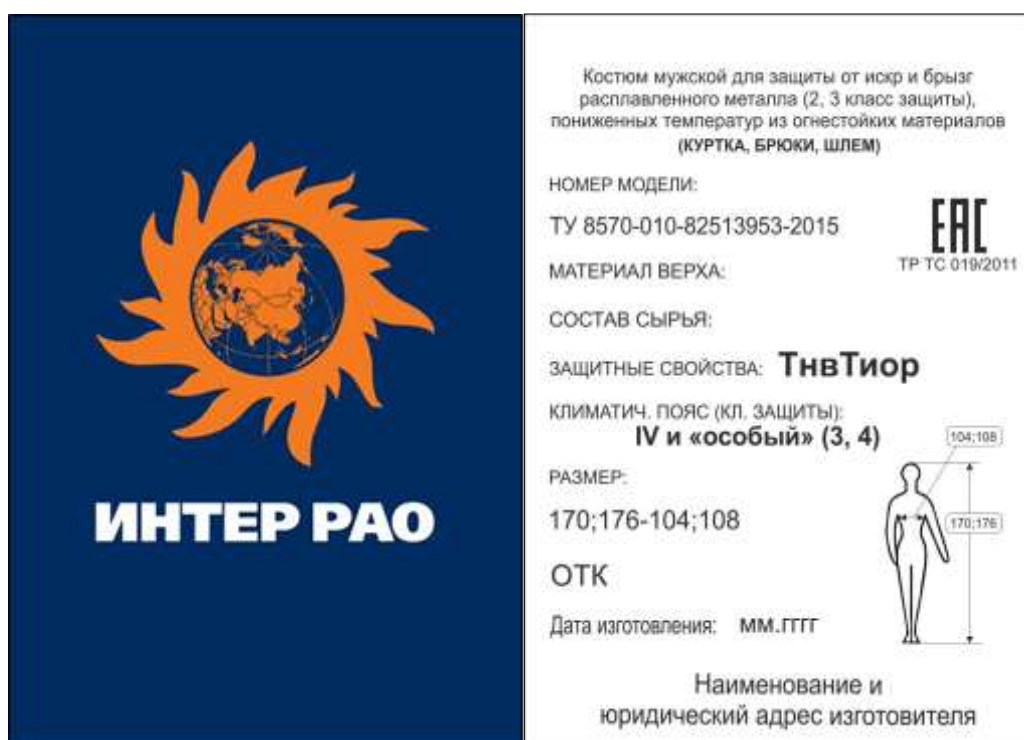 ИНТЕР РАО
Костюм мужской для защиты от искр и брызг
расплавленного металла (2, 3 класс защиты),
пониженных температур из огнестойких материалов
(КУРТКА, БРЮКИ, ШЛЕМ)
НОМЕР МОДЕЛИ:
ТУ 8570-010-82513953-2015
ЕАС
ТР ТС 019/2011
МАТЕРИАЛ ВЕРХА:
СОСТАВ СЫРЬЯ:
ЗАЩИТНЫЕ СВОЙСТВА: ТнвТиор
КЛИМАТИЧ. ПОЯС (КЛ. ЗАЩИТЫ):
IV и «особый» (3, 4)
104;108
РАЗМЕР:
170;176-104;108
170;176
ОТК
Дата изготовления: мм.гггг
Наименование и
юридический адрес изготовителя